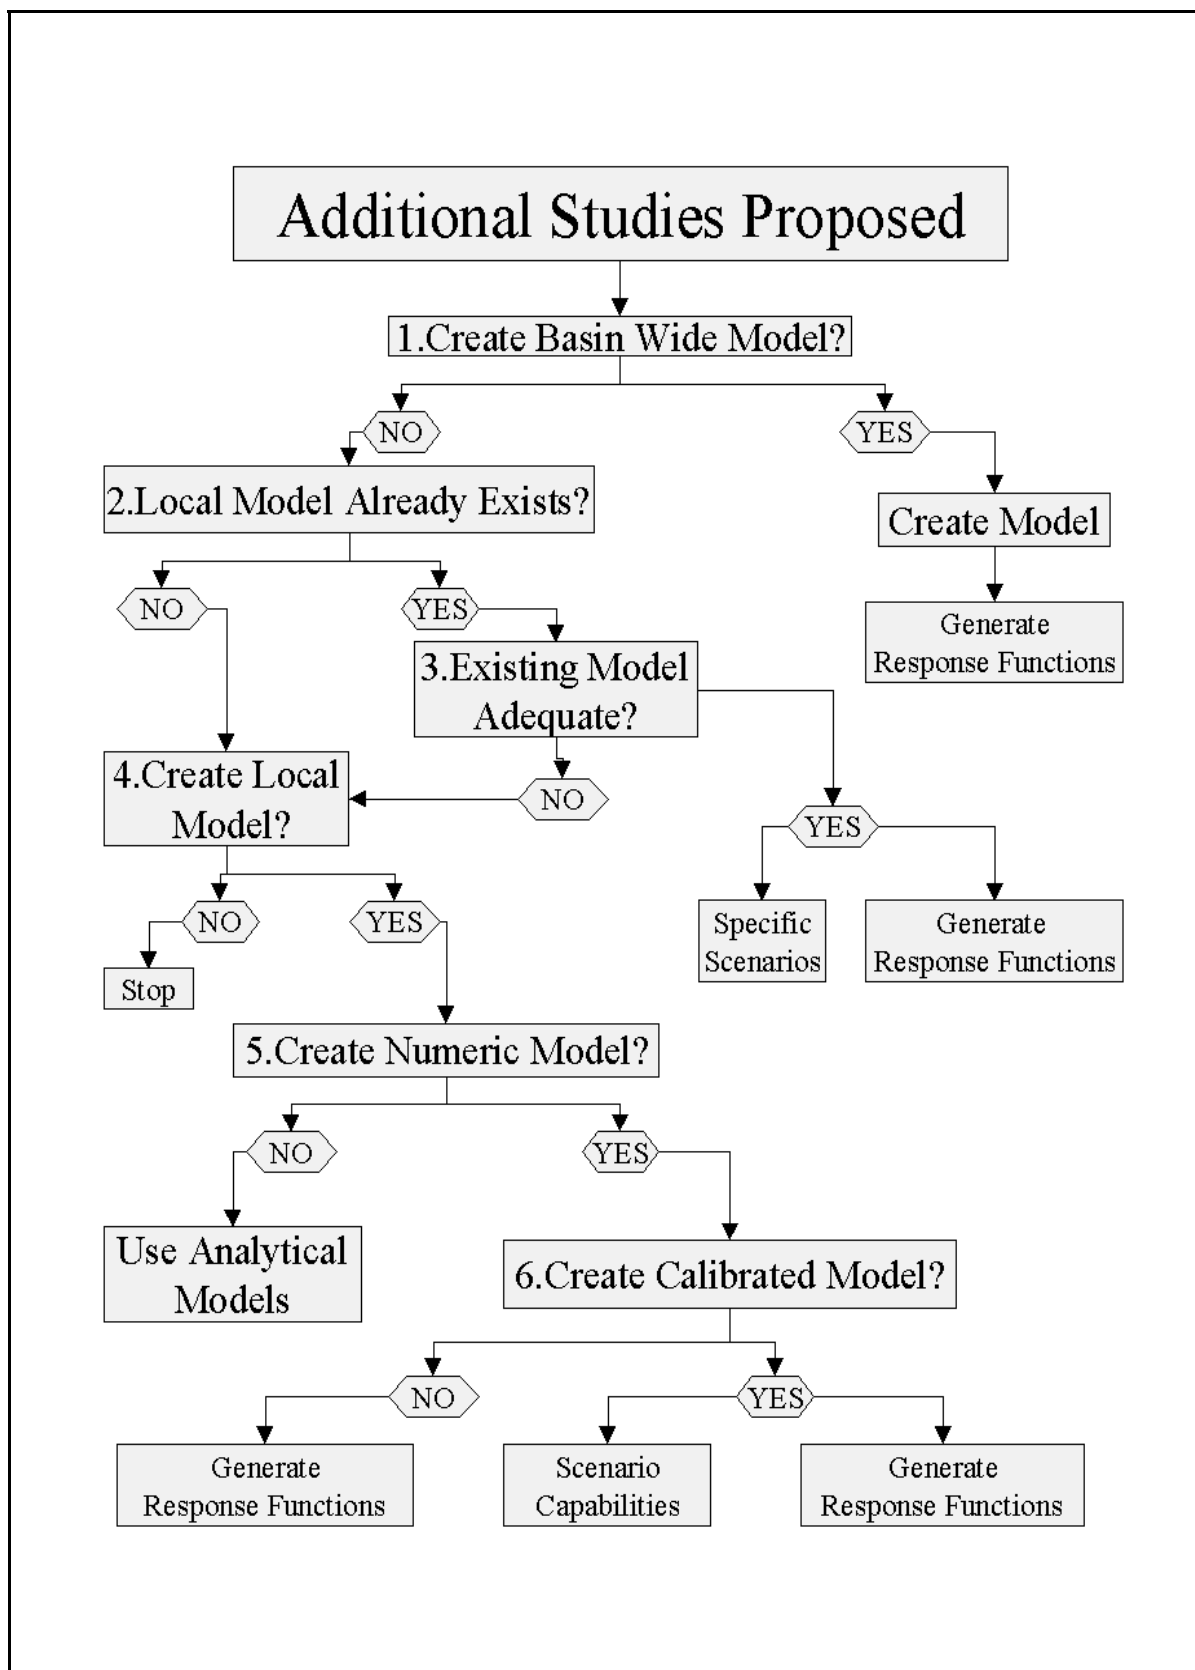 Additional Studies Proposed
1.Create Basin Wide Model?
NO
YES
2.Local Model Already Exists?
Create Model
NO
YES
Generate
Response Functions
3.Existing Model
Adequate?
4.Create Local
Model?
NO
YES
NO
YES
Specific
Scenarios
Generate
Response Functions
Stop
5.Create Numeric Model?
NO
YES
Use Analytical
Models
6.Create Calibrated Model?
NO
YES
Generate
Response Functions
Scenario
Capabilities
Generate
Response Functions